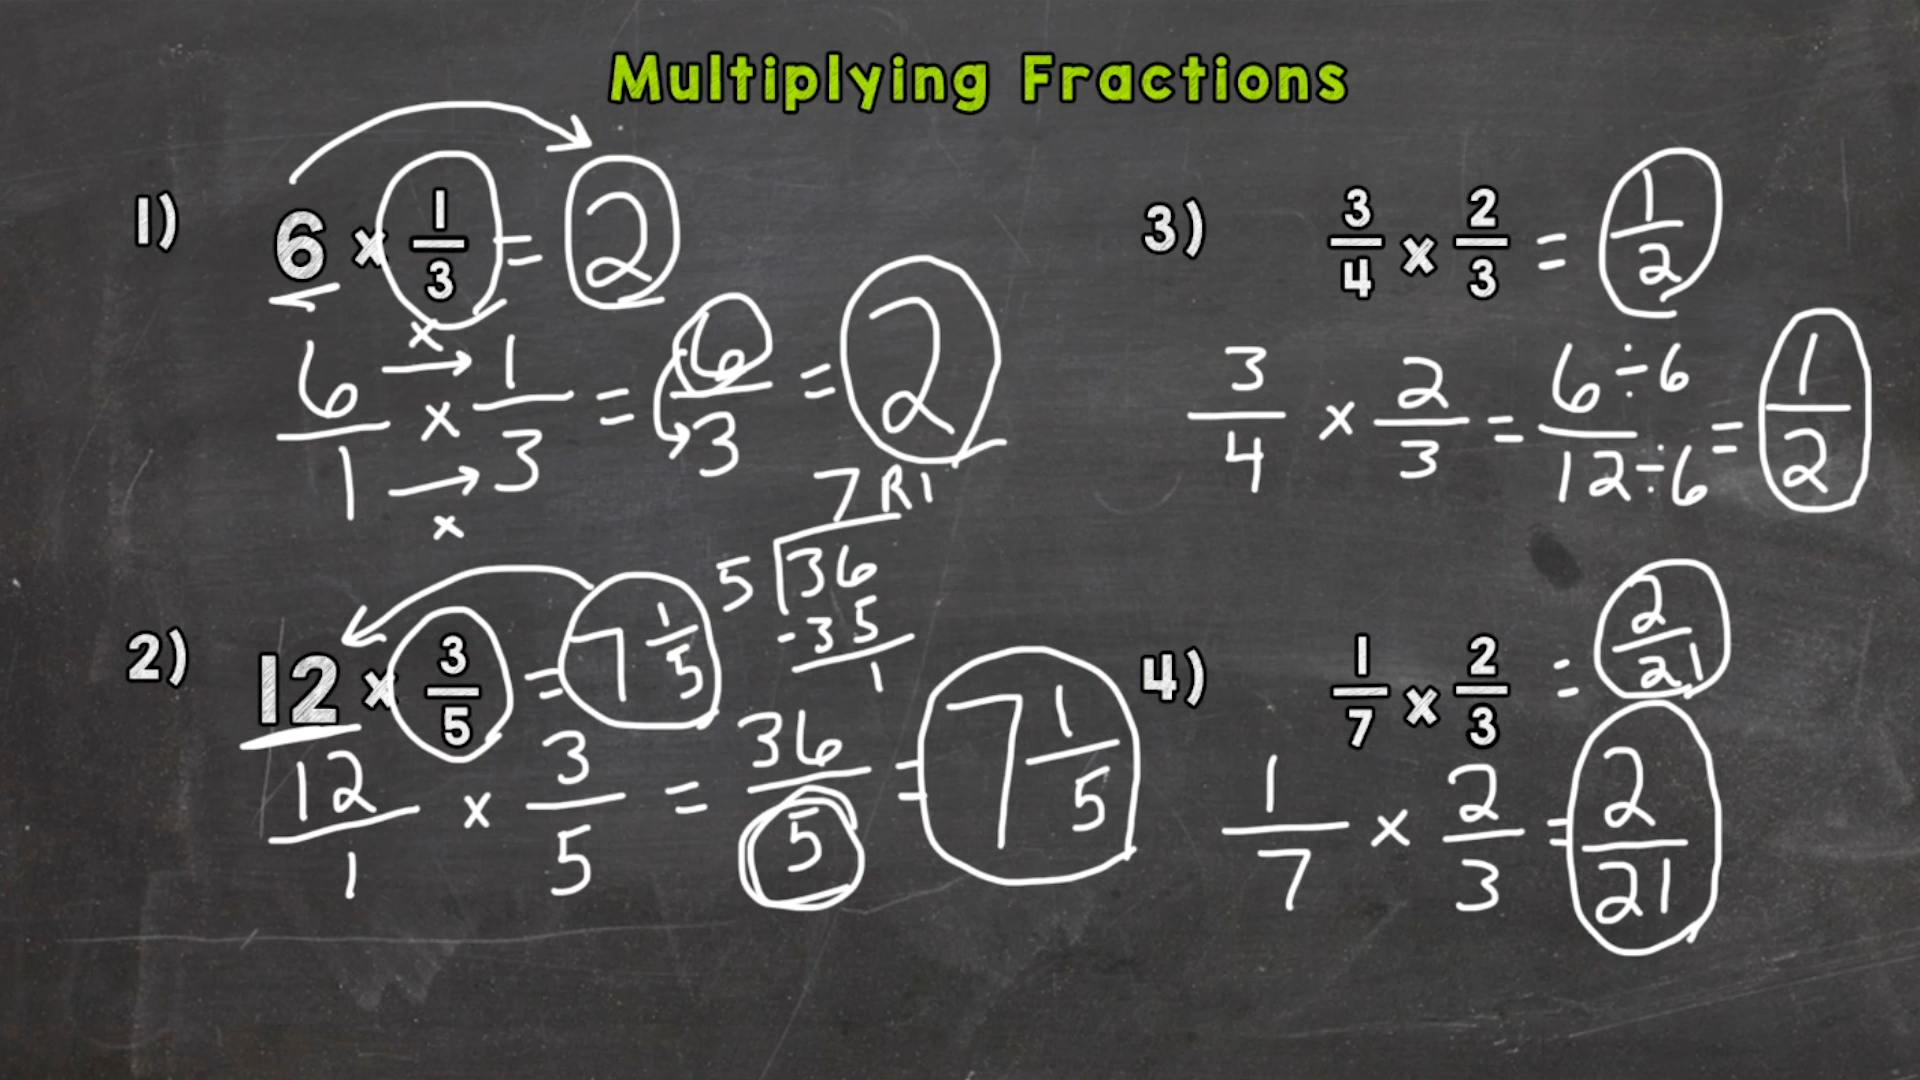 Multiplying Fractions
1) 6 × 1/3 = 2
6/1 × 1/3 = 6/3 = 2
x
x
2) 12 × 3/5 = 7 1/5
12/1 × 3/5 = 36/5 = 7 1/5
7 R1
5 36
-35
1
3) 3/4 × 2/3 = 1/2
3/4 × 2/3 = 6÷6/12÷6 = 1/2
4) 1/7 × 2/3 = 2/21
1/7 × 2/3 = 2/21